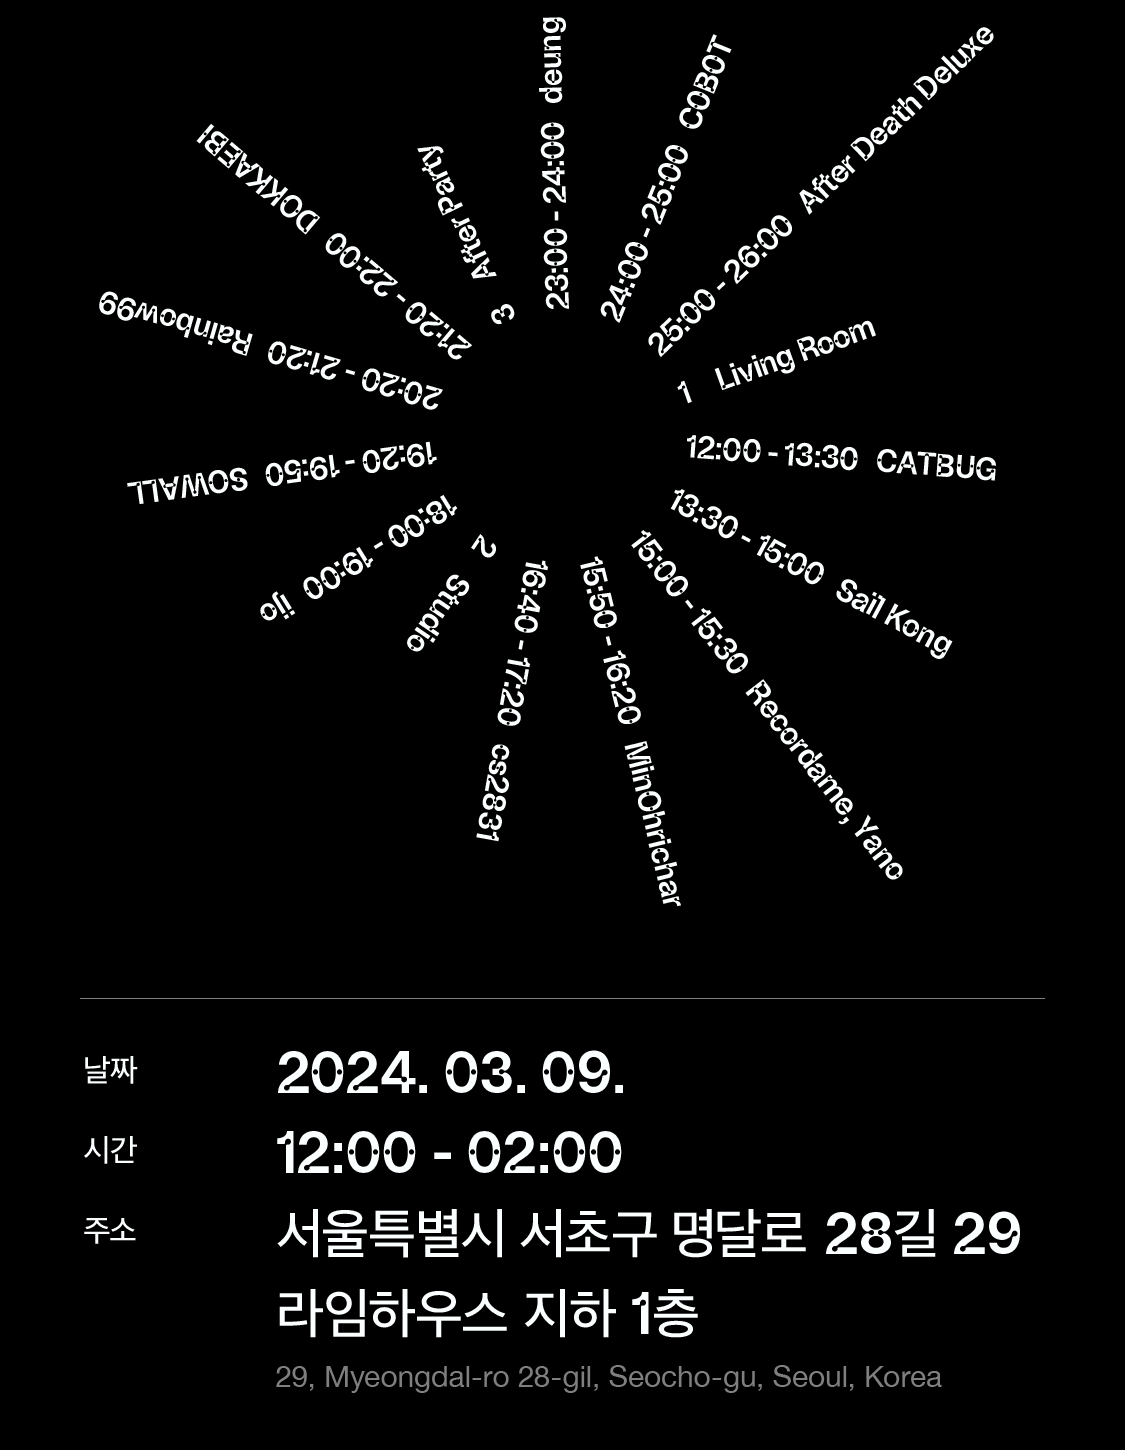 1 Living Room
12:00 - 13:30 CATBUG
13:30 - 15:00 Sail Kong
15:00 - 15:30 Recordame, Yano
15:50 - 16:20 MinOhrichar
16:40 - 17:20 cs2831
2 Studio
18:00 - 19:00 ijo
19:20 - 19:50 SOWALL
20:20 - 21:20 Rainbow99
21:20 - 22:00 DOKKAEBI
3 After Party
23:00 - 24:00 deung
24:00 - 25:00 COBOT
25:00 - 26:00 After Death Deluxe
날짜 2024. 03. 09.
시간 12:00 - 02:00
주소 서울특별시 서초구 명달로 28길 29
라임하우스 지하 1층
29, Myeongdal-ro 28-gil, Seocho-gu, Seoul, Korea